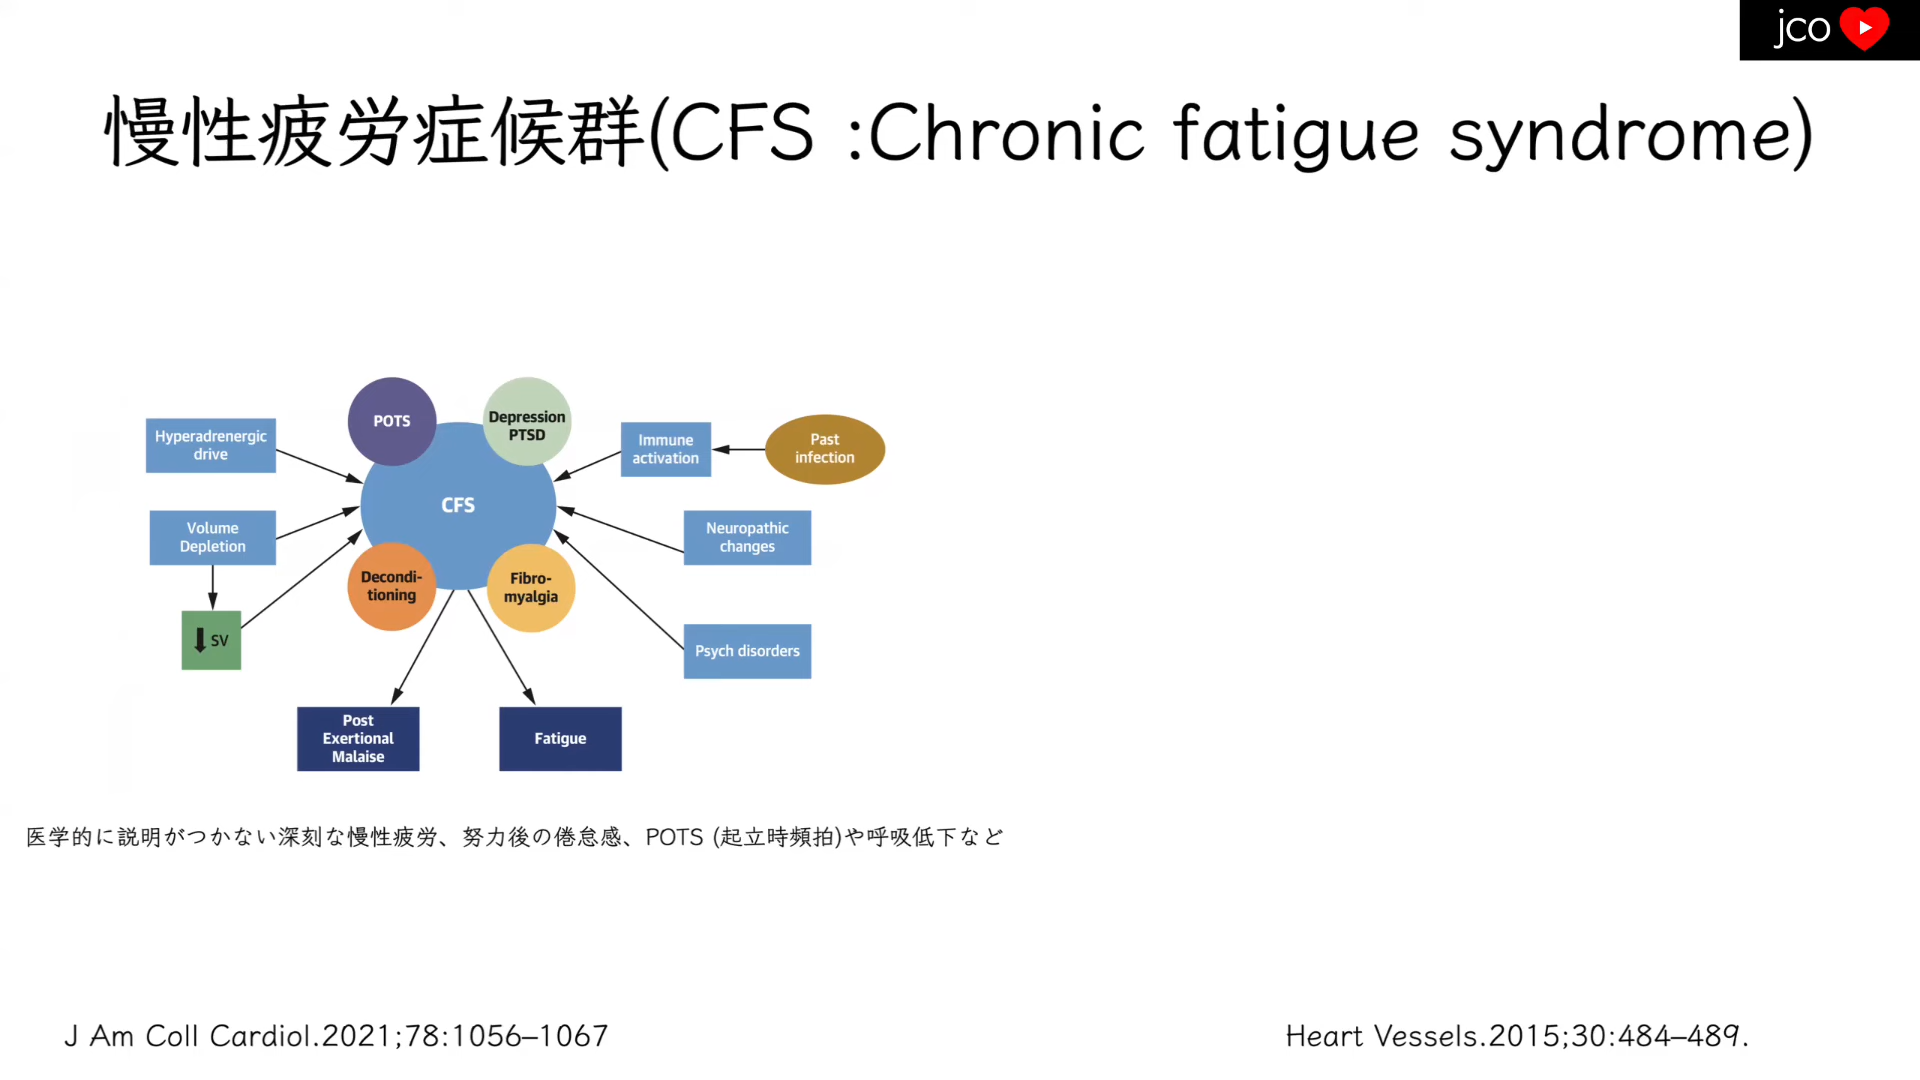 jco
慢性疲労症候群(CFS :Chronic fatigue syndrome)
POTS
Depression
PTSD
Hyperadrenergic
drive
Immune
activation
Past
infection
CFS
Volume
Depletion
Neuropathic
changes
Decondi-
tioning
Fibro-
myalgia
SV
Psych disorders
Post
Exertional
Malaise
Fatigue
医学的に説明がつかない深刻な慢性疲労、努力後の倦怠感、POTS (起立時頻拍)や呼吸低下など
J Am Coll Cardiol.2021;78:1056–1067
Heart Vessels.2015;30:484–489.